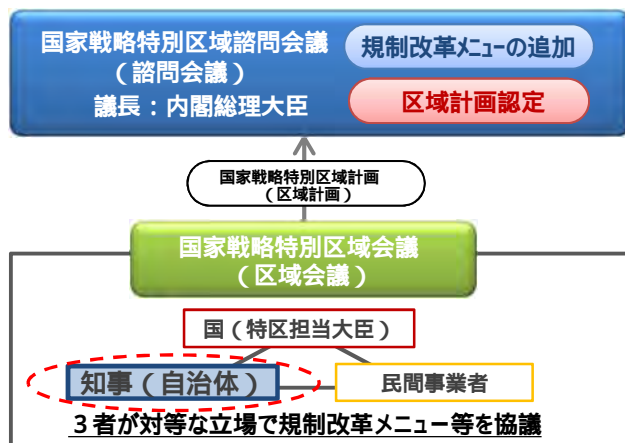 国家戦略特別区域諮問会議
（諮問会議）
議長：内閣総理大臣
規制改革メニューの追加
区域計画認定
国家戦略特別区域計画
（区域計画）
国家戦略特別区域会議
（区域会議）
国（特区担当大臣）
知事（自治体）
民間事業者
３者が対等な立場で規制改革メニュー等を協議